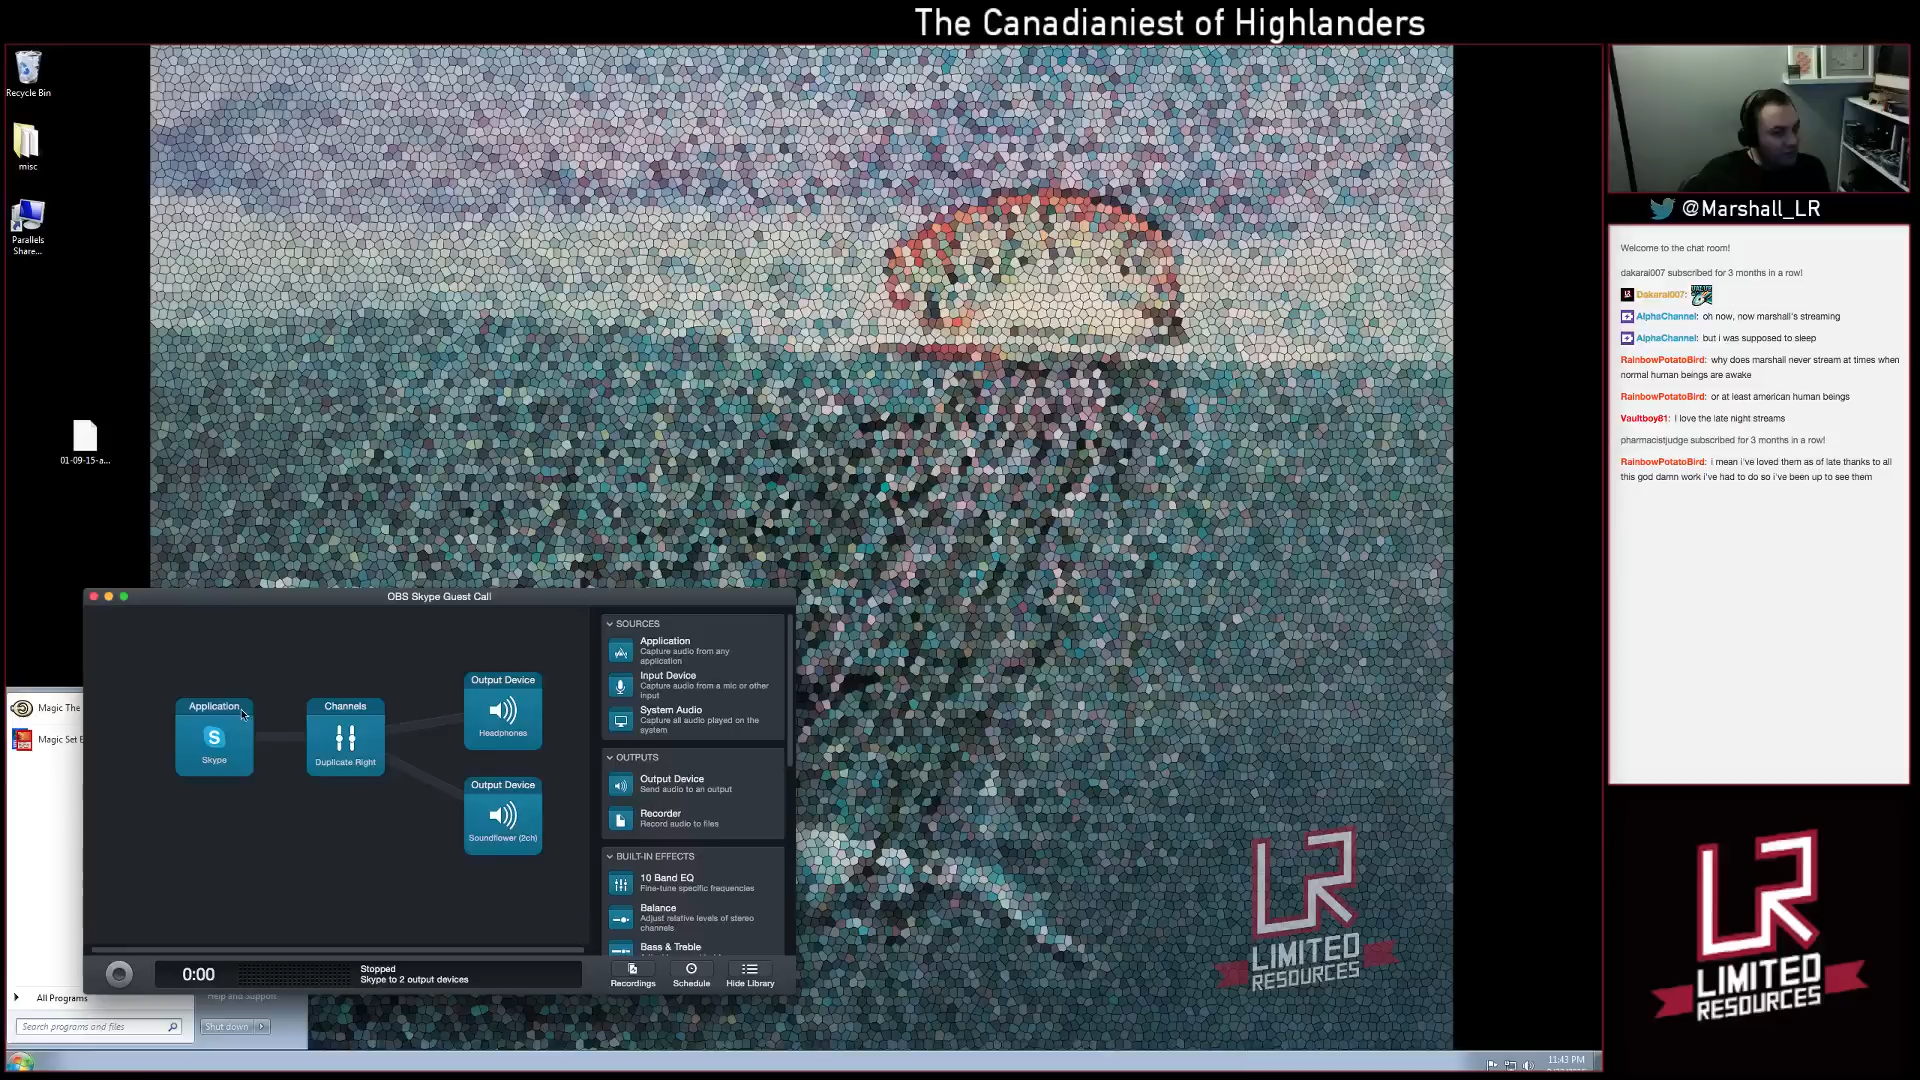 The Canadianiest of Highlanders
Recycle Bin
misc
Parallels
Share...
01-09-15-a...
@Marshall_LR
Welcome to the chat room!
dakarai007 subscribed for 3 months in a row!
Dakarai007:
AlphaChannel: oh now, now marshall's streaming
AlphaChannel: but i was supposed to sleep
RainbowPotatoBird: why does marshall never stream at times when
normal human beings are awake
RainbowPotatoBird: or at least american human beings
Vaultboy81: I love the late night streams
pharmacistjudge subscribed for 3 months in a row!
RainbowPotatoBird: i mean i've loved them as of late thanks to all
this god damn work i've had to do so i've been up to see them
OBS Skype Guest Call
Application
Skype
Channels
Duplicate Right
Output Device
Headphones
Output Device
Soundflower (2ch)
SOURCES
Application
Capture audio from any
application
Input Device
Capture audio from a mic or other
input
System Audio
Capture all audio played on the
system
OUTPUTS
Output Device
Send audio to an output
Recorder
Record audio to files
BUILT-IN EFFECTS
10 Band EQ
Fine-tune specific frequencies
Balance
Adjust relative levels of stereo
channels
Bass & Treble
0:00
Stopped
Skype to 2 output devices
Recordings
Schedule
Hide Library
Magic The
Magic Set E
All Programs
Help and Support
Search programs and files
Shut down
LR
LIMITED
RESOURCES
LR
LIMITED
RESOURCES
11:43 PM